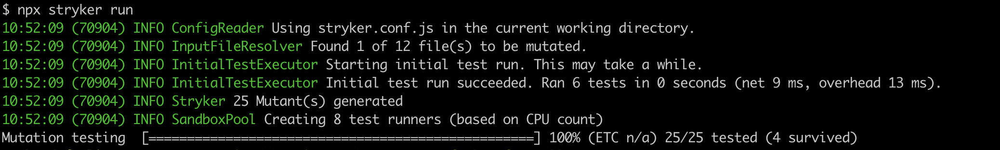 $ npx stryker run
10:52:09 (70904) INFO ConfigReader Using stryker.conf.js in the current working directory.
10:52:09 (70904) INFO InputFileResolver Found 1 of 12 file(s) to be mutated.
10:52:09 (70904) INFO InitialTestExecutor Starting initial test run. This may take a while.
10:52:09 (70904) INFO InitialTestExecutor Initial test run succeeded. Ran 6 tests in 0 seconds (net 9 ms, overhead 13 ms).
10:52:09 (70904) INFO Stryker 25 Mutant(s) generated
10:52:09 (70904) INFO SandboxPool Creating 8 test runners (based on CPU count)
Mutation testing  [==================================================] 100% (ETC n/a) 25/25 tested (4 survived)